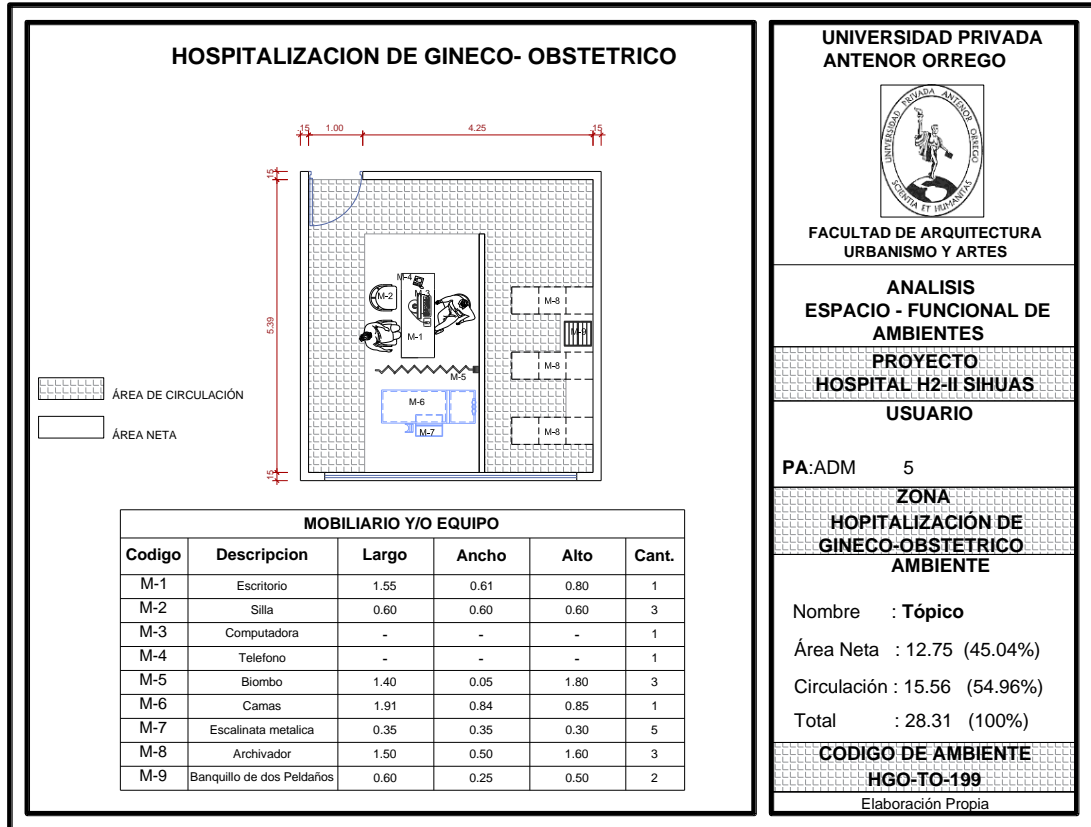 HOSPITALIZACION DE GINECO- OBSTETRICO
.15 1.00 4.25 .15
.15
5.39
.15
M-4
M-2
M-3
M-1
M-5
M-6
M-7
M-8
M-9
M-8
M-8
ÁREA DE CIRCULACIÓN
ÁREA NETA
MOBILIARIO Y/O EQUIPO
Codigo Descripcion Largo Ancho Alto Cant.
M-1 Escritorio 1.55 0.61 0.80 1
M-2 Silla 0.60 0.60 0.60 3
M-3 Computadora - - - 1
M-4 Telefono - - - 1
M-5 Biombo 1.40 0.05 1.80 3
M-6 Camas 1.91 0.84 0.85 1
M-7 Escalinata metalica 0.35 0.35 0.30 5
M-8 Archivador 1.50 0.50 1.60 3
M-9 Banquillo de dos Peldaños 0.60 0.25 0.50 2
UNIVERSIDAD PRIVADA
ANTENOR ORREGO
UNIVERSIDAD PRIVADA ANTENOR ORREGO
SCIENTIA ET HUMANITAS
FACULTAD DE ARQUITECTURA
URBANISMO Y ARTES
ANALISIS
ESPACIO - FUNCIONAL DE
AMBIENTES
PROYECTO
HOSPITAL H2-II SIHUAS
USUARIO
PA:ADM 5
ZONA
HOPITALIZACIÓN DE
GINECO-OBSTETRICO
AMBIENTE
Nombre : Tópico
Área Neta : 12.75 (45.04%)
Circulación : 15.56 (54.96%)
Total : 28.31 (100%)
CODIGO DE AMBIENTE
HGO-TO-199
Elaboración Propia